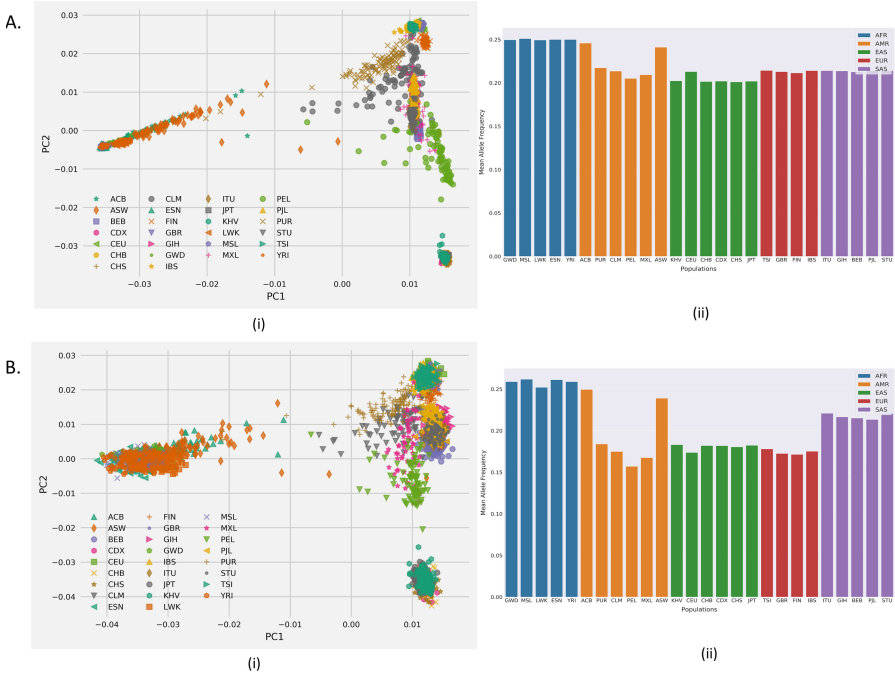 A.
0.03
0.02
0.01
0.00
−0.01
−0.02
−0.03
PC2
ACB CLM ITU PEL
ASW ESN JPT PJL
BEB FIN KHV PUR
CDX GBR LWK STU
CEU GIH MSL TSI
CHB GWD MXL YRI
CHS IBS
−0.03 −0.02 −0.01 0.00 0.01
PC1
(i)
0.25
0.20
0.15
0.10
0.05
0.00
Mean Allele Frequency
AFR
AMR
EAS
EUR
SAS
GWD MSL LWK ESN YRI ACB PUR CLM PEL MXL ASW KHV CEU CHB CDX CHS JPT TSI GBR FIN IBS ITU GIH BEB PJL STU
Populations
(ii)
B.
0.03
0.02
0.01
0.00
−0.01
−0.02
−0.03
−0.04
PC2
ACB FIN MSL
ASW GBR MXL
BEB GIH PEL
CDX GWD PJL
CEU IBS PUR
CHB ITU STU
CHS JPT TSI
CLM KHV YRI
ESN LWK
−0.04 −0.03 −0.02 −0.01 0.00 0.01
PC1
(i)
0.25
0.20
0.15
0.10
0.05
0.00
Mean Allele Frequency
AFR
AMR
EAS
EUR
SAS
GWD MSL LWK ESN YRI ACB PUR CLM PEL MXL ASW KHV CEU CHB CDX CHS JPT TSI GBR FIN IBS ITU GIH BEB PJL STU
Populations
(ii)